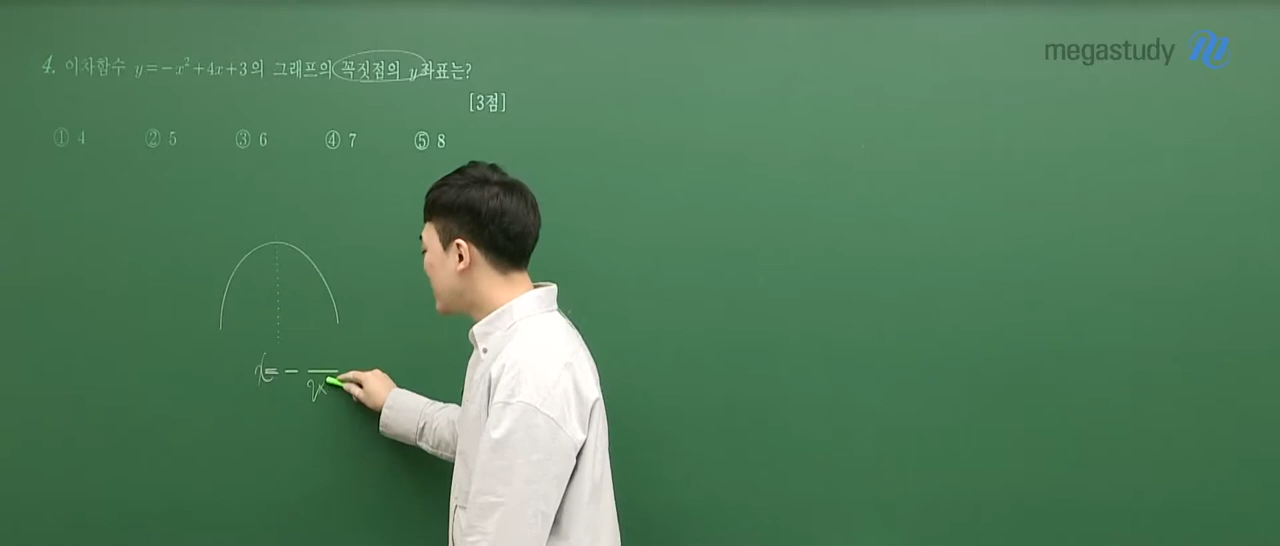 megastudy
4. 이차함수 y=-x²+4x+3의 그래프의 꼭짓점의 y좌표는?
[3점]
① 4 ② 5 ③ 6 ④ 7 ⑤ 8
x= -
2×